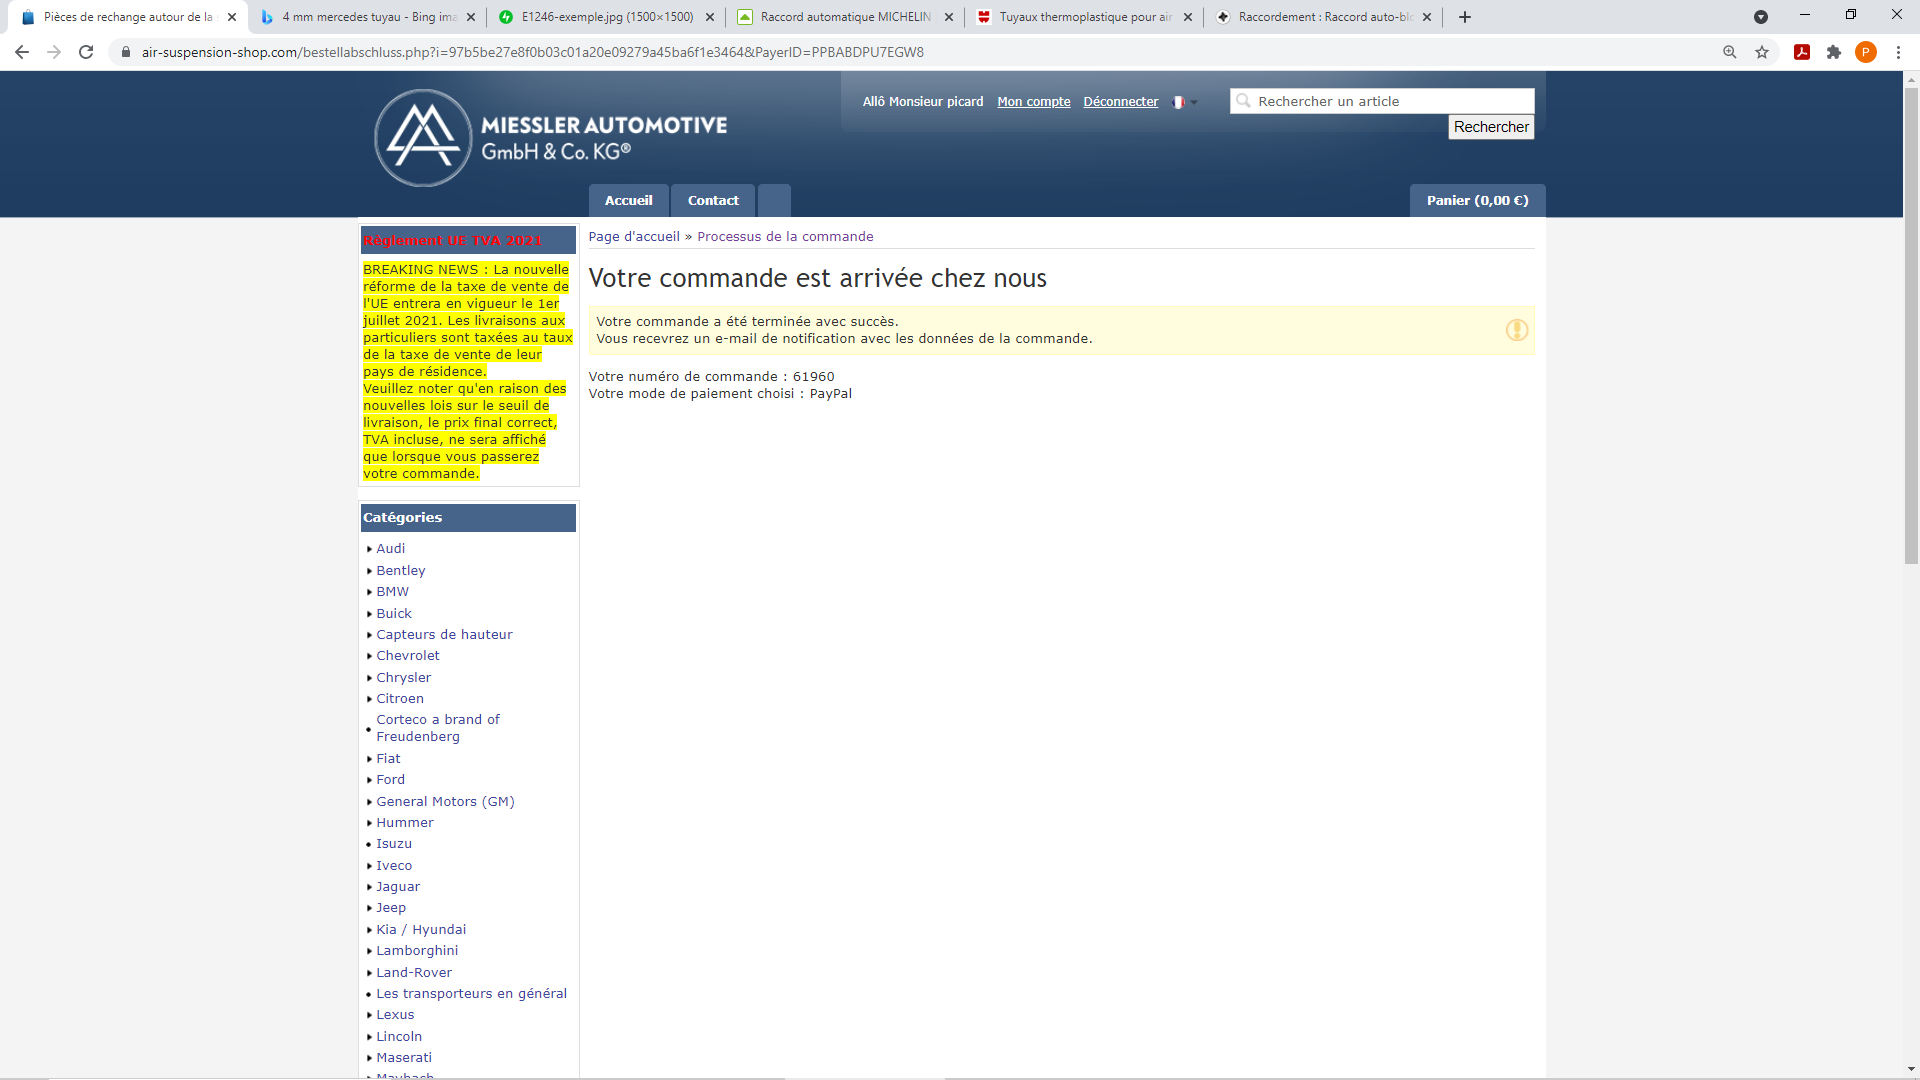 Pièces de rechange autour de la
4 mm mercedes tuyau - Bing ima
E1246-exemple.jpg (1500×1500)
Raccord automatique MICHELIN
Tuyaux thermoplastique pour air
Raccordement : Raccord auto-blo
air-suspension-shop.com/bestellabschluss.php?i=97b5be27e8f0b03c01a20e09279a45ba6f1e3464&PayerID=PPBABDPU7EGW8
P
MIESSLER AUTOMOTIVE
GmbH & Co. KG®
Allô Monsieur picard Mon compte Déconnecter
Rechercher un article
Rechercher
Accueil
Contact
Panier (0,00 €)
Règlement UE TVA 2021
BREAKING NEWS : La nouvelle
réforme de la taxe de vente de
l'UE entrera en vigueur le 1er
juillet 2021. Les livraisons aux
particuliers sont taxées au taux
de la taxe de vente de leur
pays de résidence.
Veuillez noter qu'en raison des
nouvelles lois sur le seuil de
livraison, le prix final correct,
TVA incluse, ne sera affiché
que lorsque vous passerez
votre commande.
Page d'accueil » Processus de la commande
Votre commande est arrivée chez nous
Votre commande a été terminée avec succès.
Vous recevrez un e-mail de notification avec les données de la commande.
Votre numéro de commande : 61960
Votre mode de paiement choisi : PayPal
Catégories
Audi
Bentley
BMW
Buick
Capteurs de hauteur
Chevrolet
Chrysler
Citroen
Corteco a brand of
Freudenberg
Fiat
Ford
General Motors (GM)
Hummer
Isuzu
Iveco
Jaguar
Jeep
Kia / Hyundai
Lamborghini
Land-Rover
Les transporteurs en général
Lexus
Lincoln
Maserati
Maybach